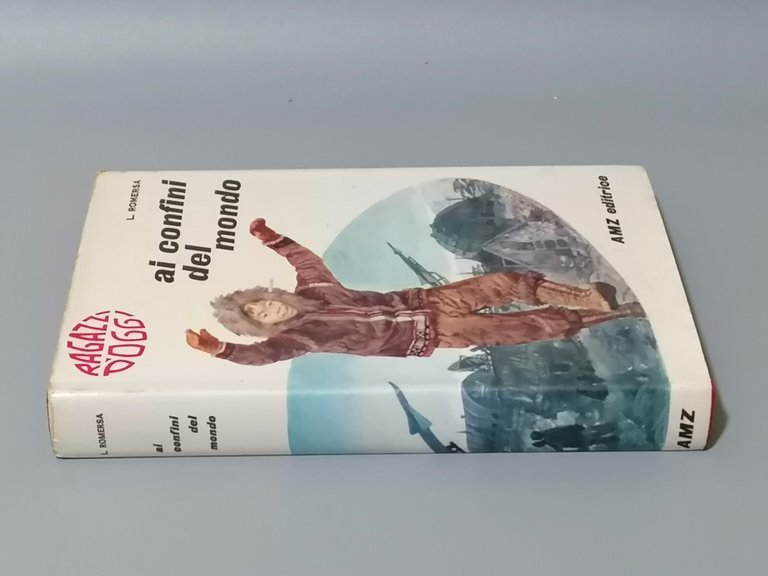 L. ROMERSA
ai confini
del
mondo
RAGAZZI
D'OGGI
AMZ editrice
L. ROMERSA
ai
confini
del
mondo
AMZ